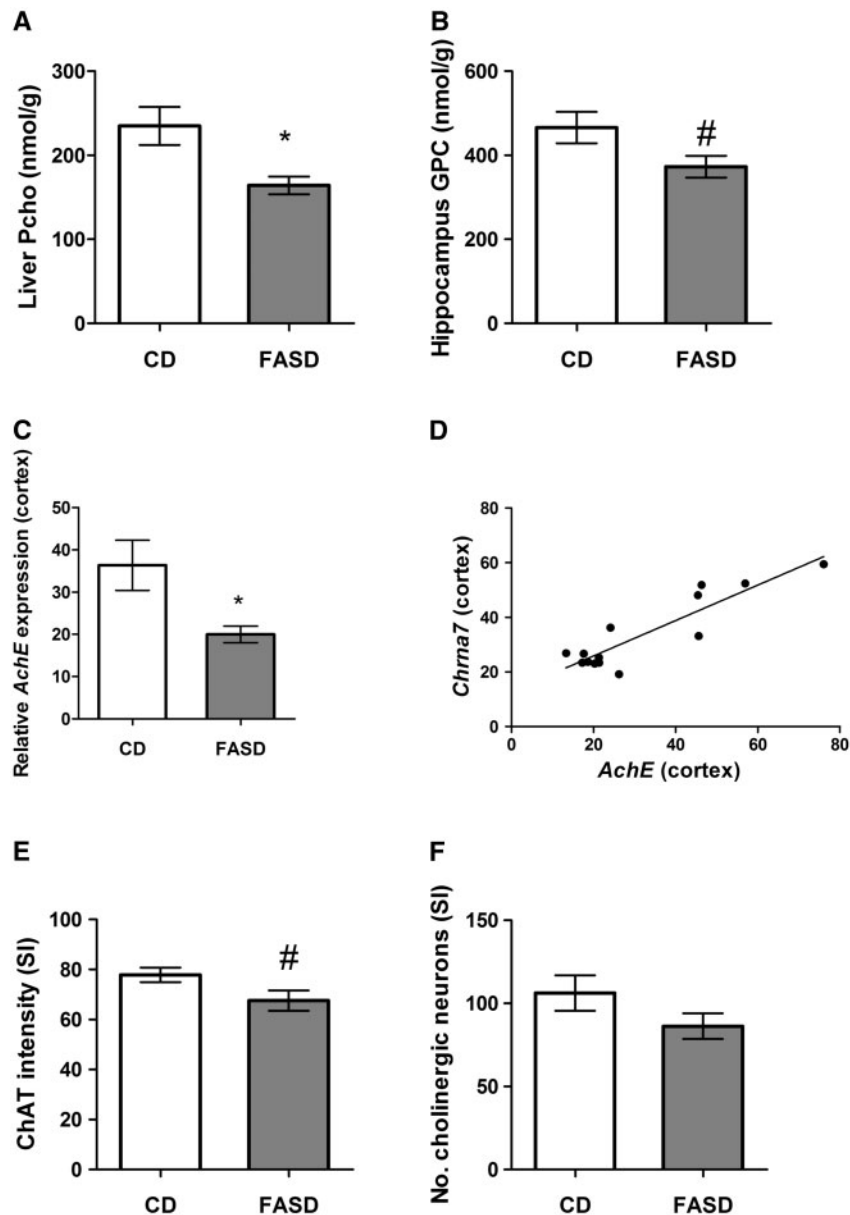 A
Liver Pcho (nmol/g)
300
200
100
0
*
CD
FASD
B
Hippocampus GPC (nmol/g)
600
400
200
0
#
CD
FASD
C
Relative AchE expression (cortex)
50
40
30
20
10
0
*
CD
FASD
D
Chrna7 (cortex)
80
60
40
20
0
0
20
40
60
80
AchE (cortex)
E
ChAT intensity (SI)
100
80
60
40
20
0
#
CD
FASD
F
No. cholinergic neurons (SI)
150
100
50
0
CD
FASD